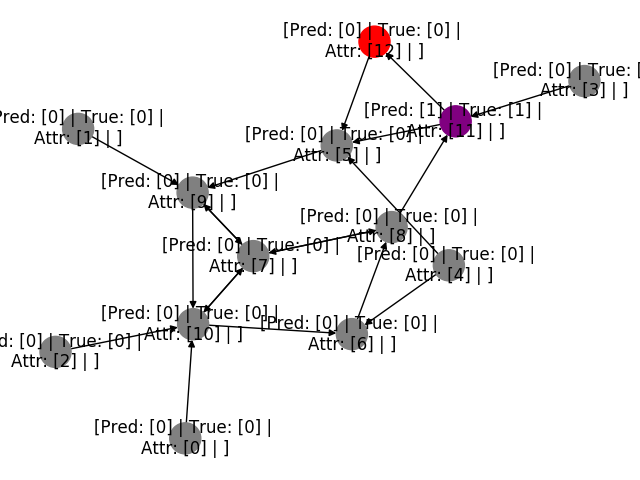 [Pred: [0] | True: [0] |
Attr: [12] | ]
[Pred: [0] | True: [
Attr: [3] | ]
[Pred: [1] | True: [1] |
Attr: [11] | ]
Pred: [0] | True: [0] |
Attr: [1] | ]
[Pred: [0] | True: [0] |
Attr: [5] | ]
[Pred: [0] | True: [0] |
Attr: [9] | ]
[Pred: [0] | True: [0] |
Attr: [8] | ]
[Pred: [0] | True: [0] |
Attr: [7] | ]
[Pred: [0] | True: [0] |
Attr: [4] | ]
[Pred: [0] | True: [0] |
Attr: [10] | ]
[Pred: [0] | True: [0] |
Attr: [6] | ]
d: [0] | True: [0] |
Attr: [2] | ]
[Pred: [0] | True: [0] |
Attr: [0] | ]